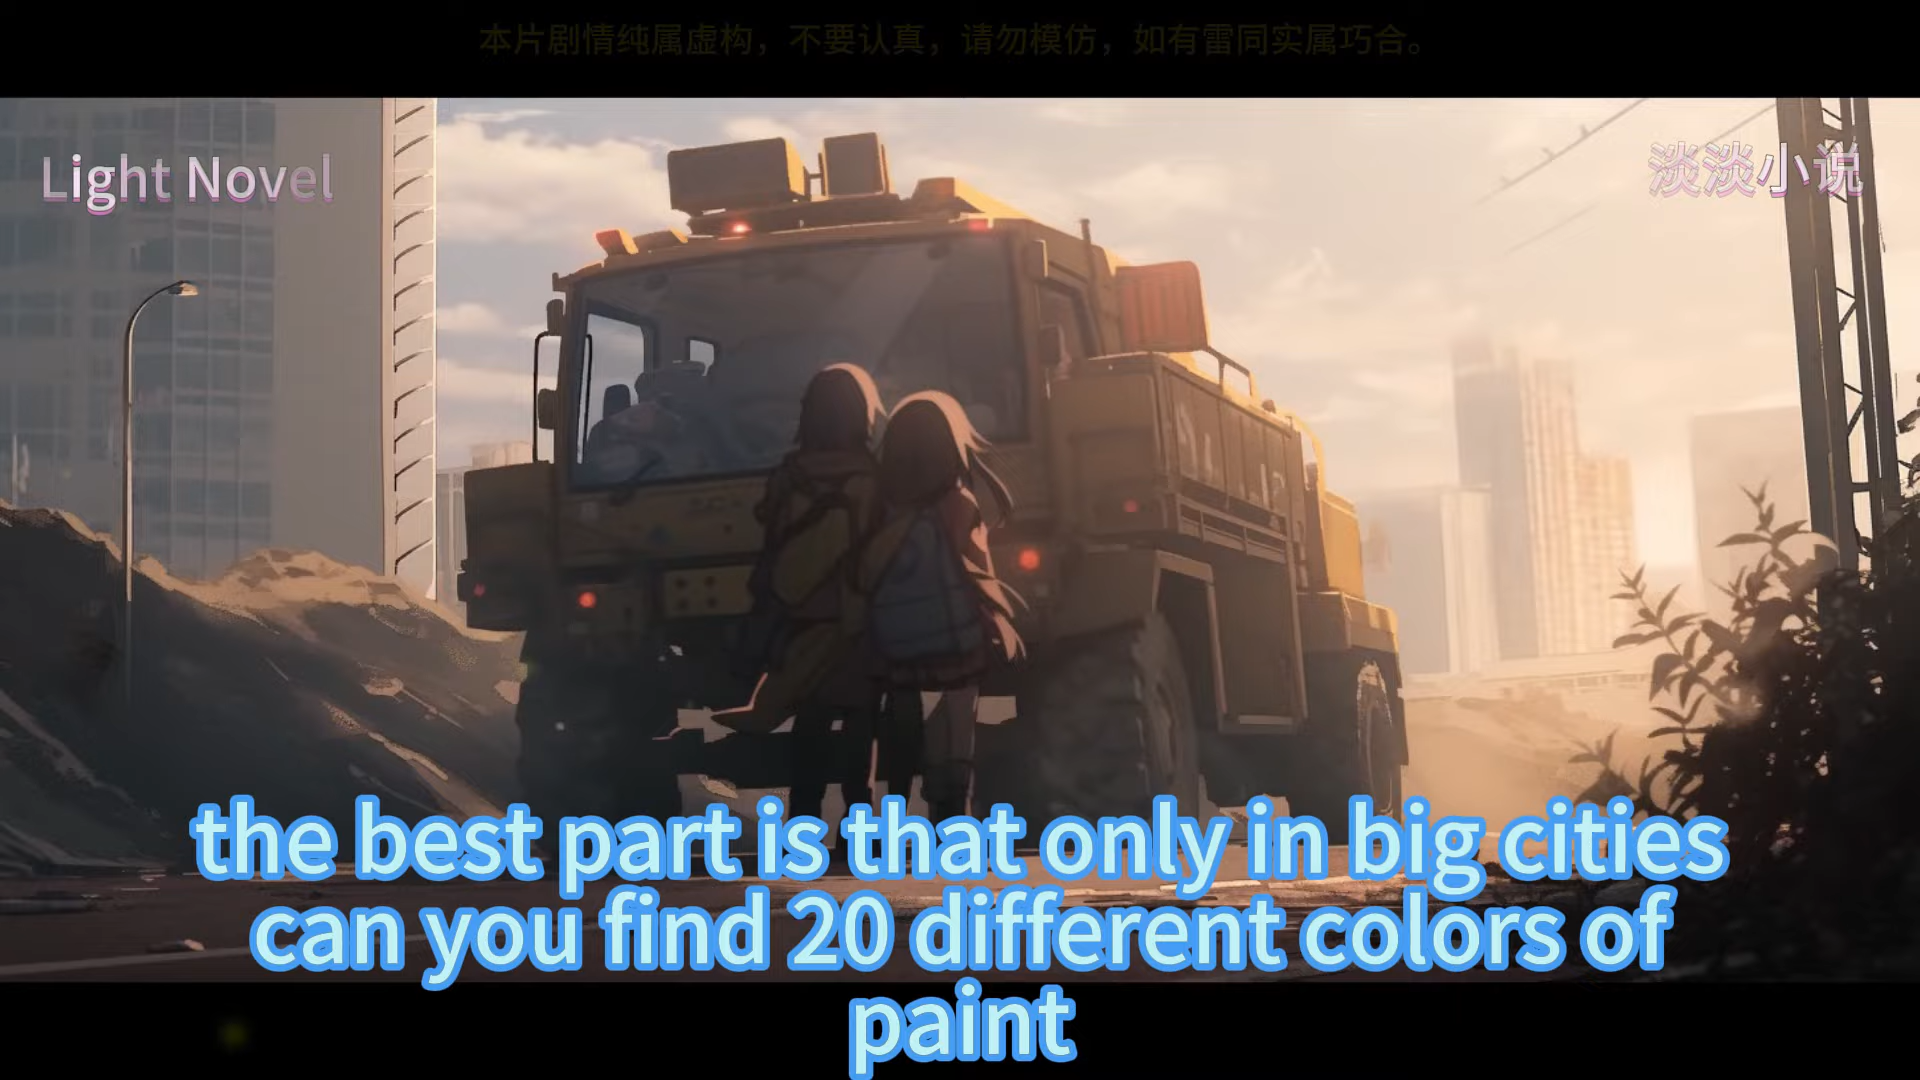 本片剧情纯属虚构，不要认真，请勿模仿，如有雷同实属巧合。
Light Novel
淡淡小说
the best part is that only in big cities
can you find 20 different colors of
paint